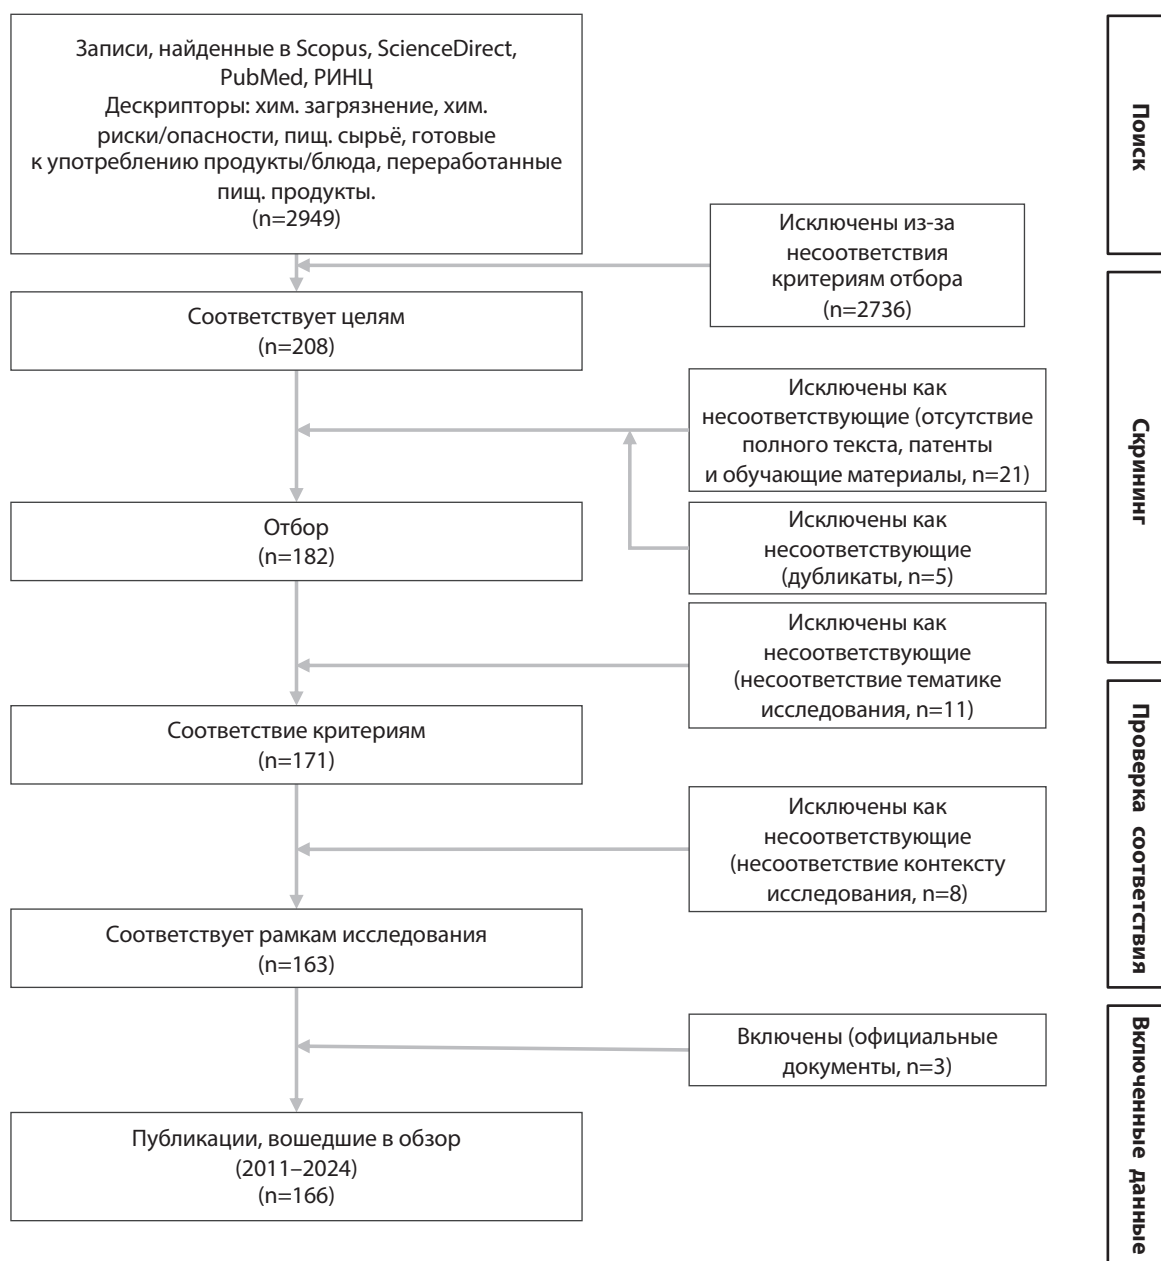 Записи, найденные в Scopus, ScienceDirect,
PubMed, РИНЦ
Дескрипторы: хим. загрязнение, хим.
риски/опасности, пищ. сырьё, готовые
к употреблению продукты/блюда, переработанные
пищ. продукты.
(n=2949)
Исключены из-за
несоответствия
критериям отбора
(n=2736)
Соответствует целям
(n=208)
Исключены как
несоответствующие (отсутствие
полного текста, патенты
и обучающие материалы, n=21)
Отбор
(n=182)
Исключены как
несоответствующие
(дубликаты, n=5)
Исключены как
несоответствующие
(несоответствие тематике
исследования, n=11)
Соответствие критериям
(n=171)
Исключены как
несоответствующие
(несоответствие контексту
исследования, n=8)
Соответствует рамкам исследования
(n=163)
Включены (официальные
документы, n=3)
Публикации, вошедшие в обзор
(2011–2024)
(n=166)
Поиск
Скрининг
Проверка соответствия
Включенные данные